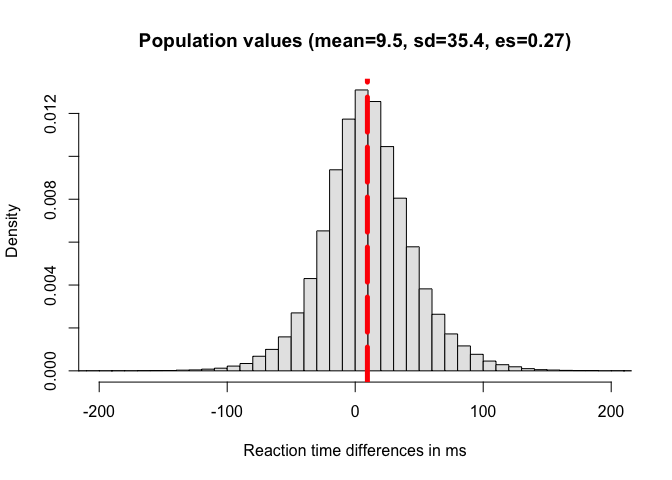 Population values (mean=9.5, sd=35.4, es=0.27)
Density
0.012
0.008
0.004
0.000
-200 -100 0 100 200
Reaction time differences in ms